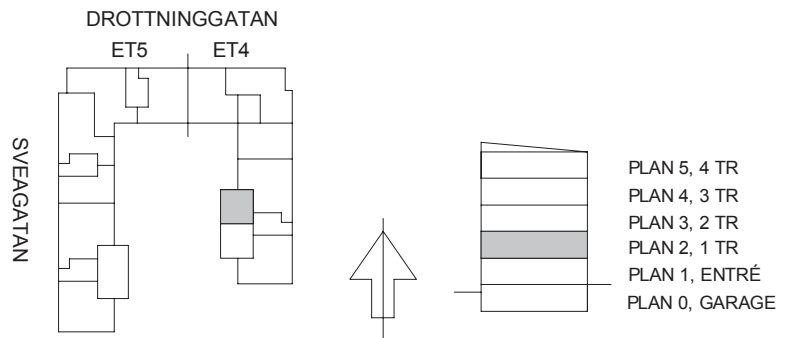 DROTTNINGGATAN
ET5 ET4
SVEAGATAN
PLAN 5, 4 TR
PLAN 4, 3 TR
PLAN 3, 2 TR
PLAN 2, 1 TR
PLAN 1, ENTRÉ
PLAN 0, GARAGE